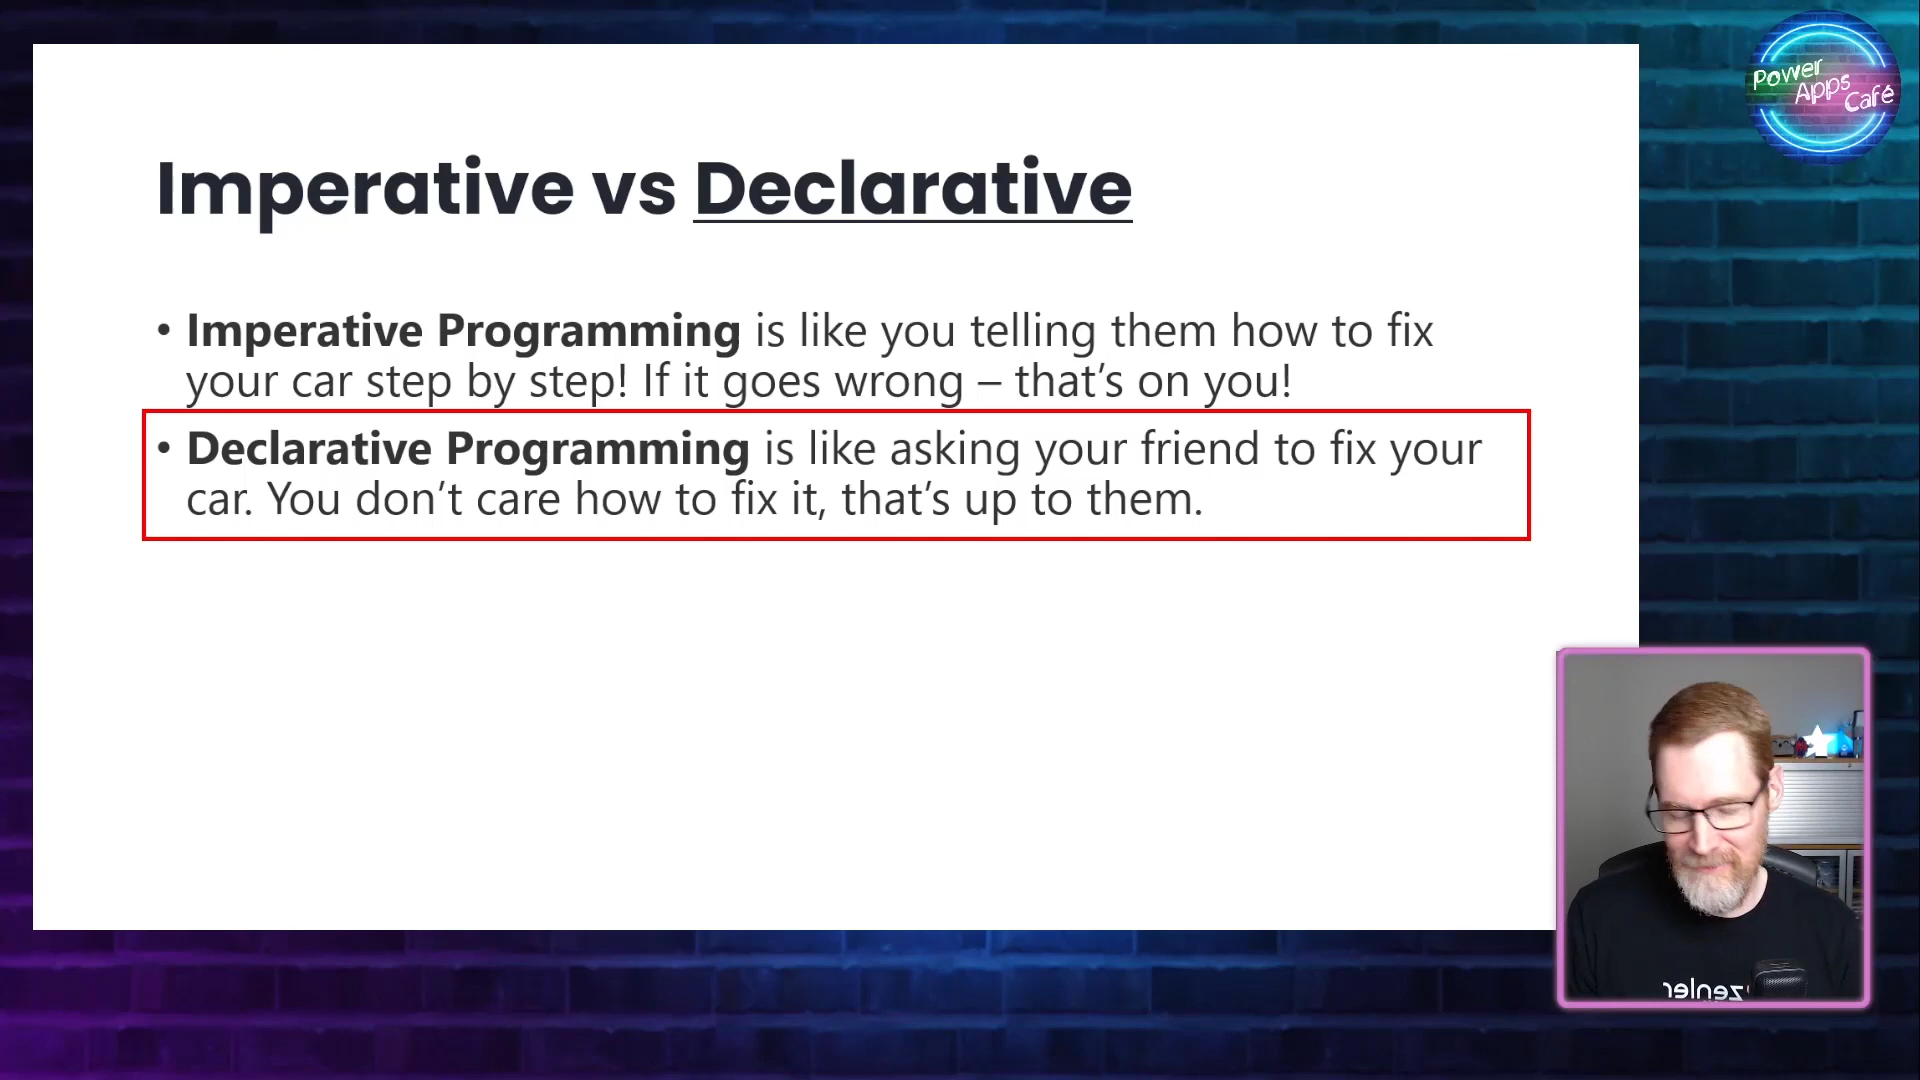 Power
Apps
Café
Imperative vs Declarative
• Imperative Programming is like you telling them how to fix
your car step by step! If it goes wrong – that’s on you!
• Declarative Programming is like asking your friend to fix your
car. You don’t care how to fix it, that’s up to them.
zenler